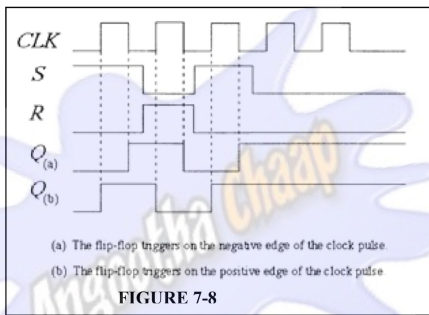 CLK
S
R
Q(a)
Q(b)
(a) The flip-flop triggers on the negative edge of the clock pulse.
(b) The flip-flop triggers on the positive edge of the clock pulse.
FIGURE 7-8
Angnotha Chaap